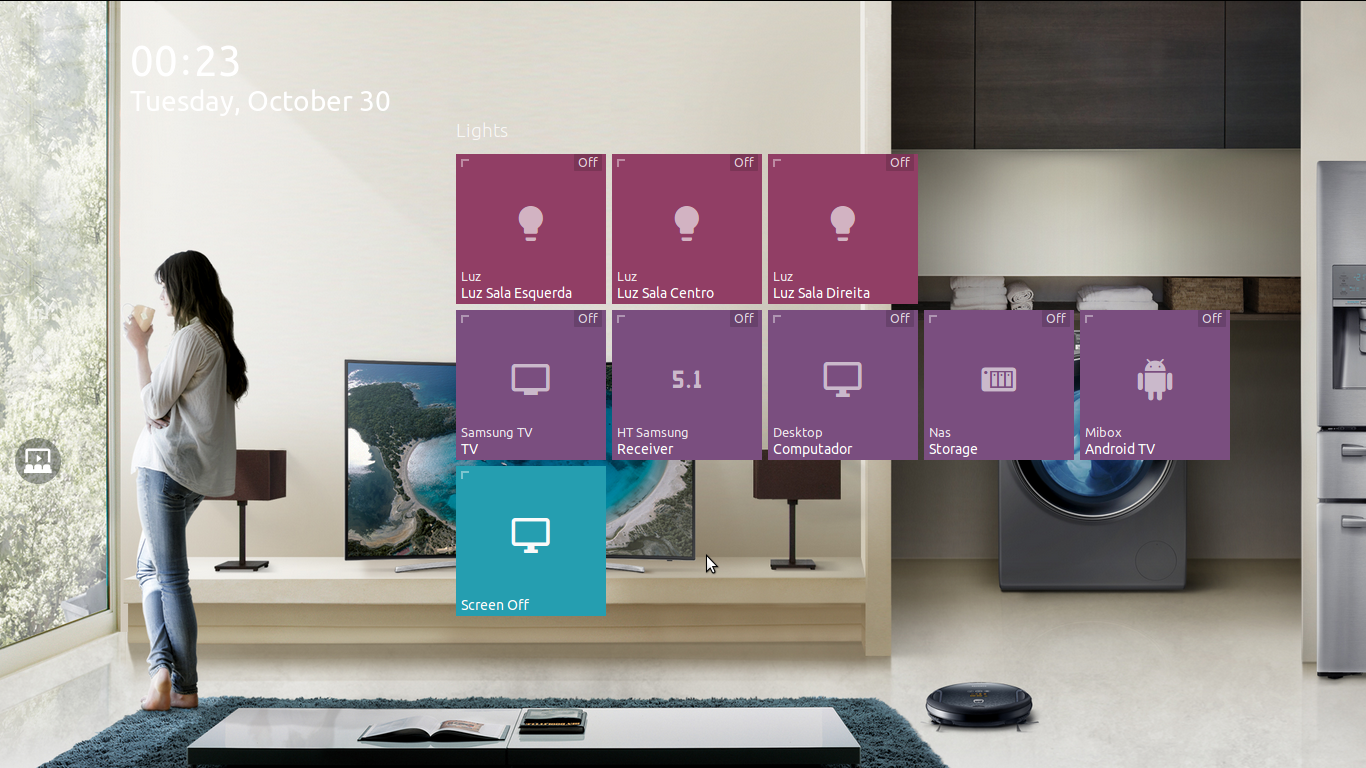 00:23
Tuesday, October 30
Lights
Off
Luz
Luz Sala Esquerda
Off
Luz
Luz Sala Centro
Off
Luz
Luz Sala Direita
Off
Samsung TV
TV
Off
5.1
HT Samsung
Receiver
Off
Desktop
Computador
Off
Nas
Storage
Off
Mibox
Android TV
Screen Off